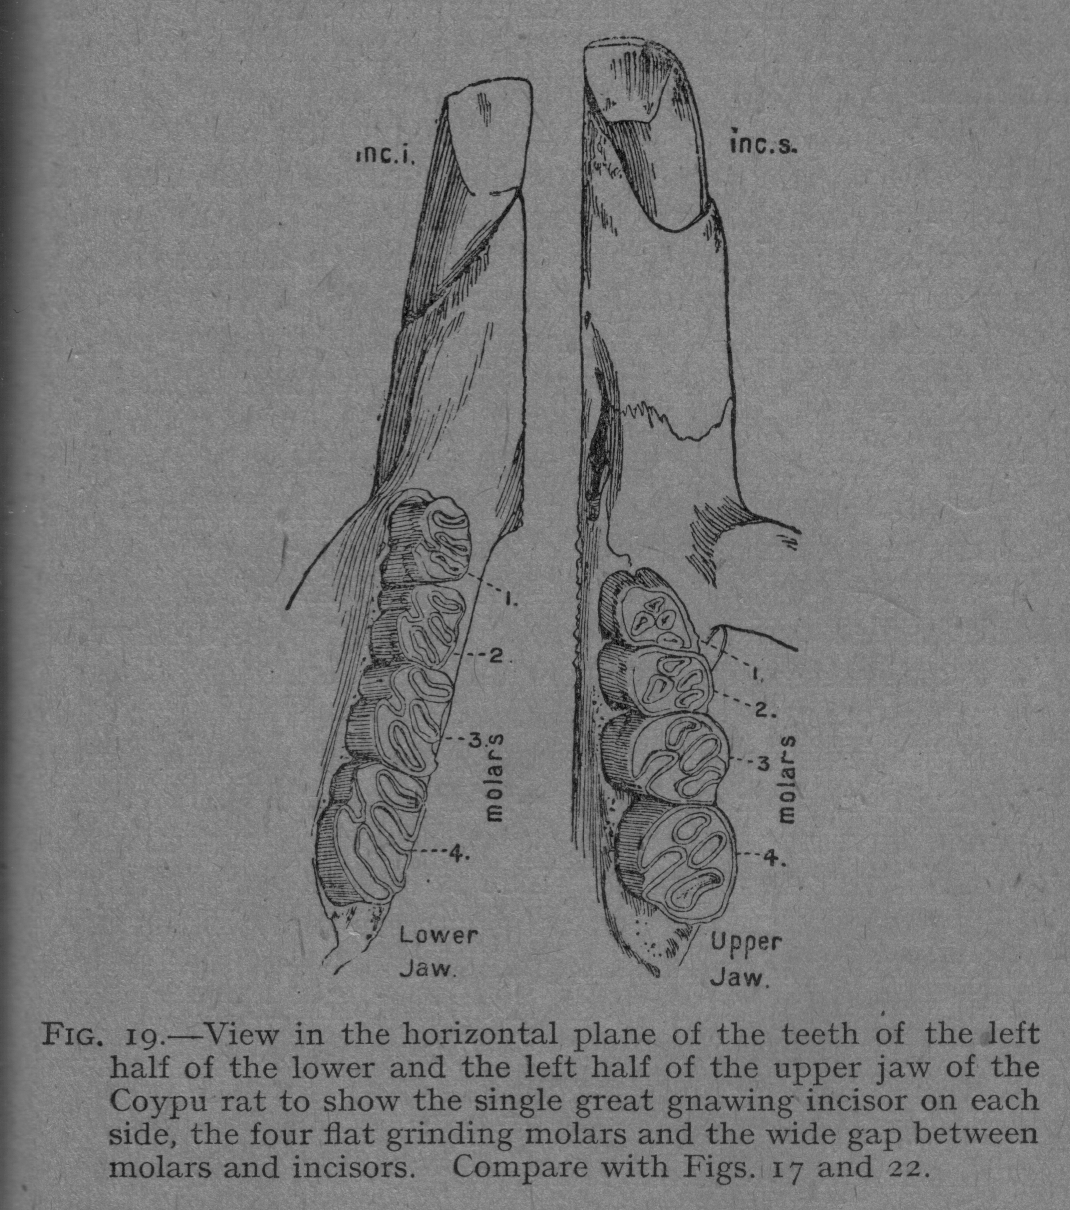 inc.i.
inc.s.
1.
2.
3.
molars
4.
1.
2.
3
molars
4.
Lower
Jaw.
Upper
Jaw.
FIG. 19.—View in the horizontal plane of the teeth of the left
half of the lower and the left half of the upper jaw of the
Coypu rat to show the single great gnawing incisor on each
side, the four flat grinding molars and the wide gap between
molars and incisors. Compare with Figs. 17 and 22.